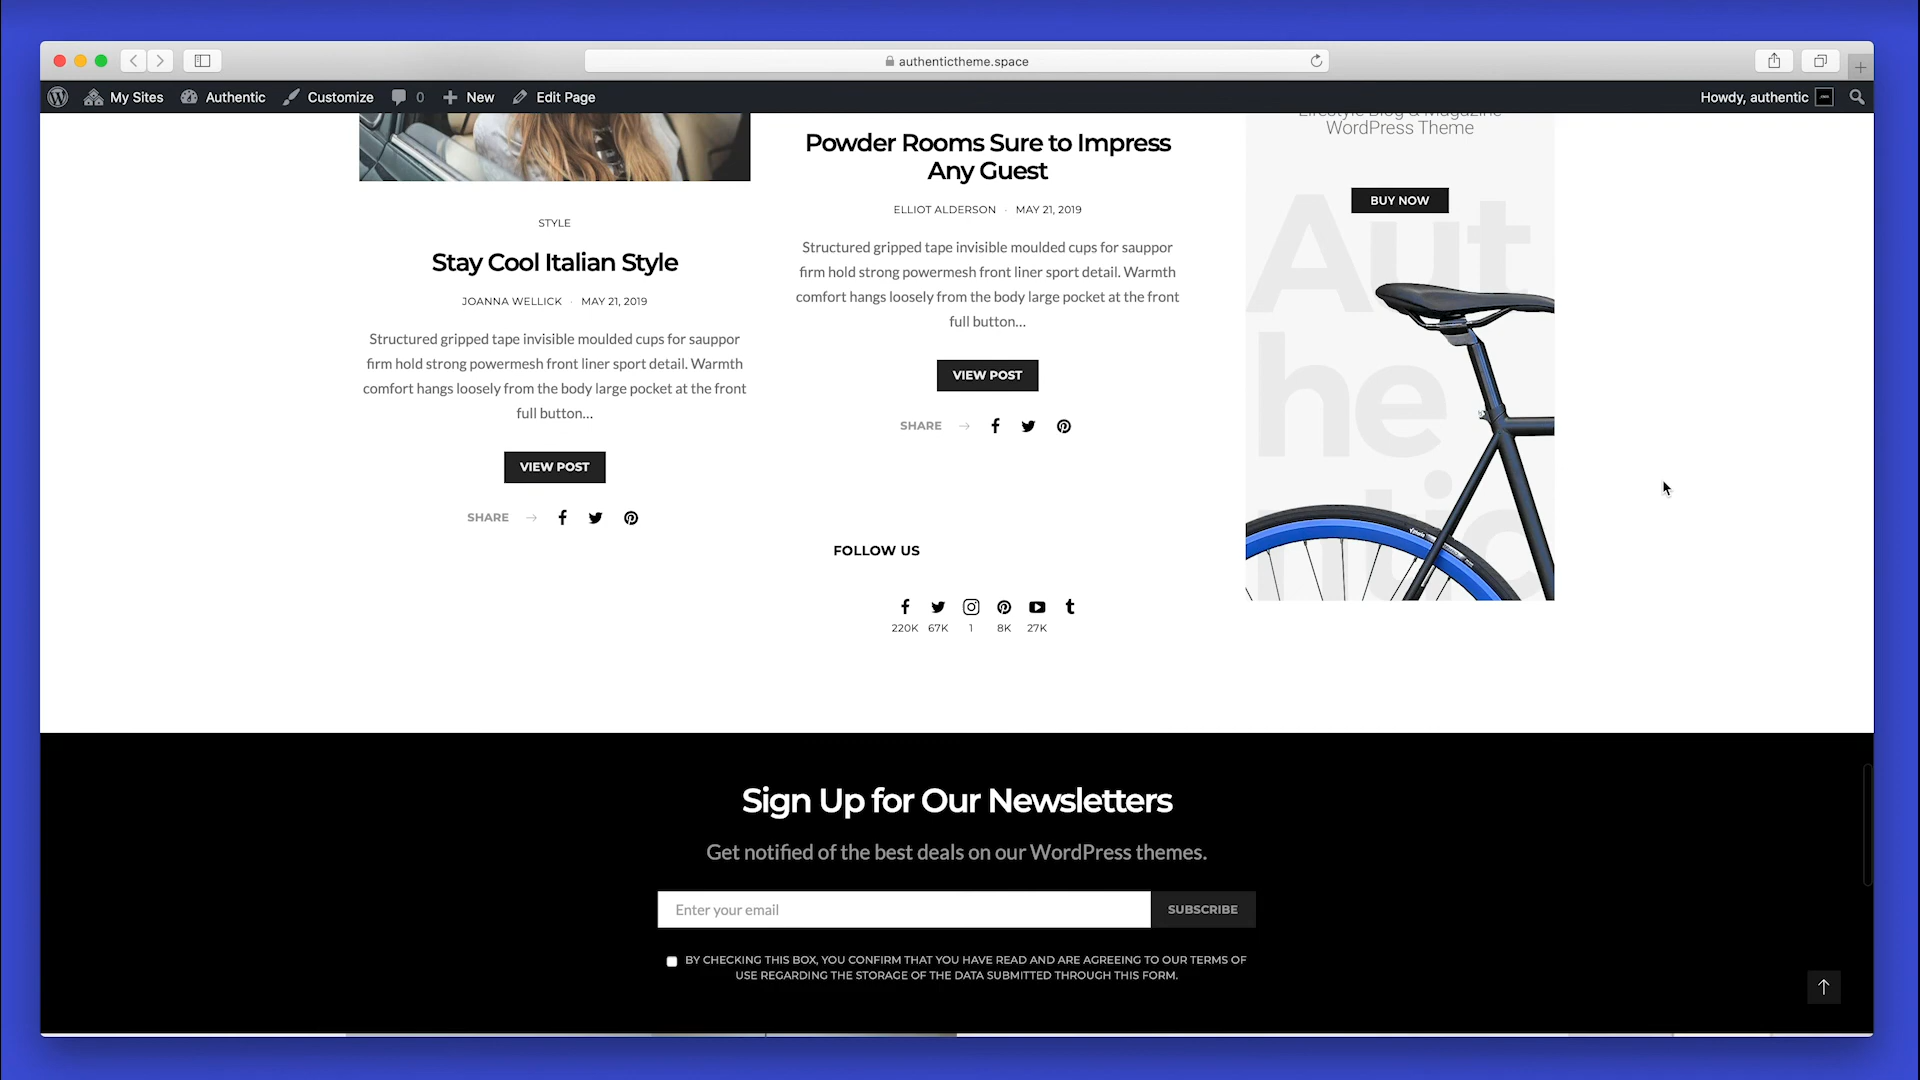 authentictheme.space
My Sites
Authentic
Customize
0
New
Edit Page
Howdy, authentic
STYLE
Stay Cool Italian Style
JOANNA WELLICK · MAY 21, 2019
Structured gripped tape invisible moulded cups for sauppor
firm hold strong powermesh front liner sport detail. Warmth
comfort hangs loosely from the body large pocket at the front
full button...
VIEW POST
SHARE →
Powder Rooms Sure to Impress
Any Guest
ELLIOT ALDERSON · MAY 21, 2019
Structured gripped tape invisible moulded cups for sauppor
firm hold strong powermesh front liner sport detail. Warmth
comfort hangs loosely from the body large pocket at the front
full button...
VIEW POST
SHARE →
FOLLOW US
220K 67K 1 8K 27K
Lifestyle Blog & Magazine
WordPress Theme
BUY NOW
Aut
he
ntic
Sign Up for Our Newsletters
Get notified of the best deals on our WordPress themes.
Enter your email
SUBSCRIBE
BY CHECKING THIS BOX, YOU CONFIRM THAT YOU HAVE READ AND ARE AGREEING TO OUR TERMS OF
USE REGARDING THE STORAGE OF THE DATA SUBMITTED THROUGH THIS FORM.